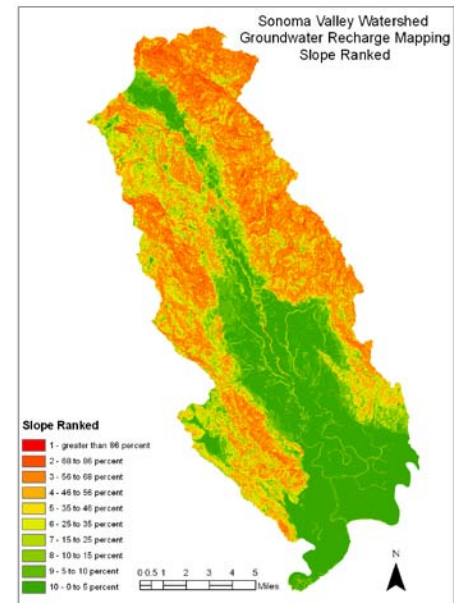 Sonoma Valley Watershed
Groundwater Recharge Mapping
Slope Ranked
Slope Ranked
1 - greater than 86 percent
2 - 68 to 86 percent
3 - 56 to 68 percent
4 - 46 to 56 percent
5 - 35 to 46 percent
6 - 25 to 35 percent
7 - 15 to 25 percent
8 - 10 to 15 percent
9 - 5 to 10 percent
10 - 0 to 5 percent
0 0.5 1 2 3 4 5
Miles
N